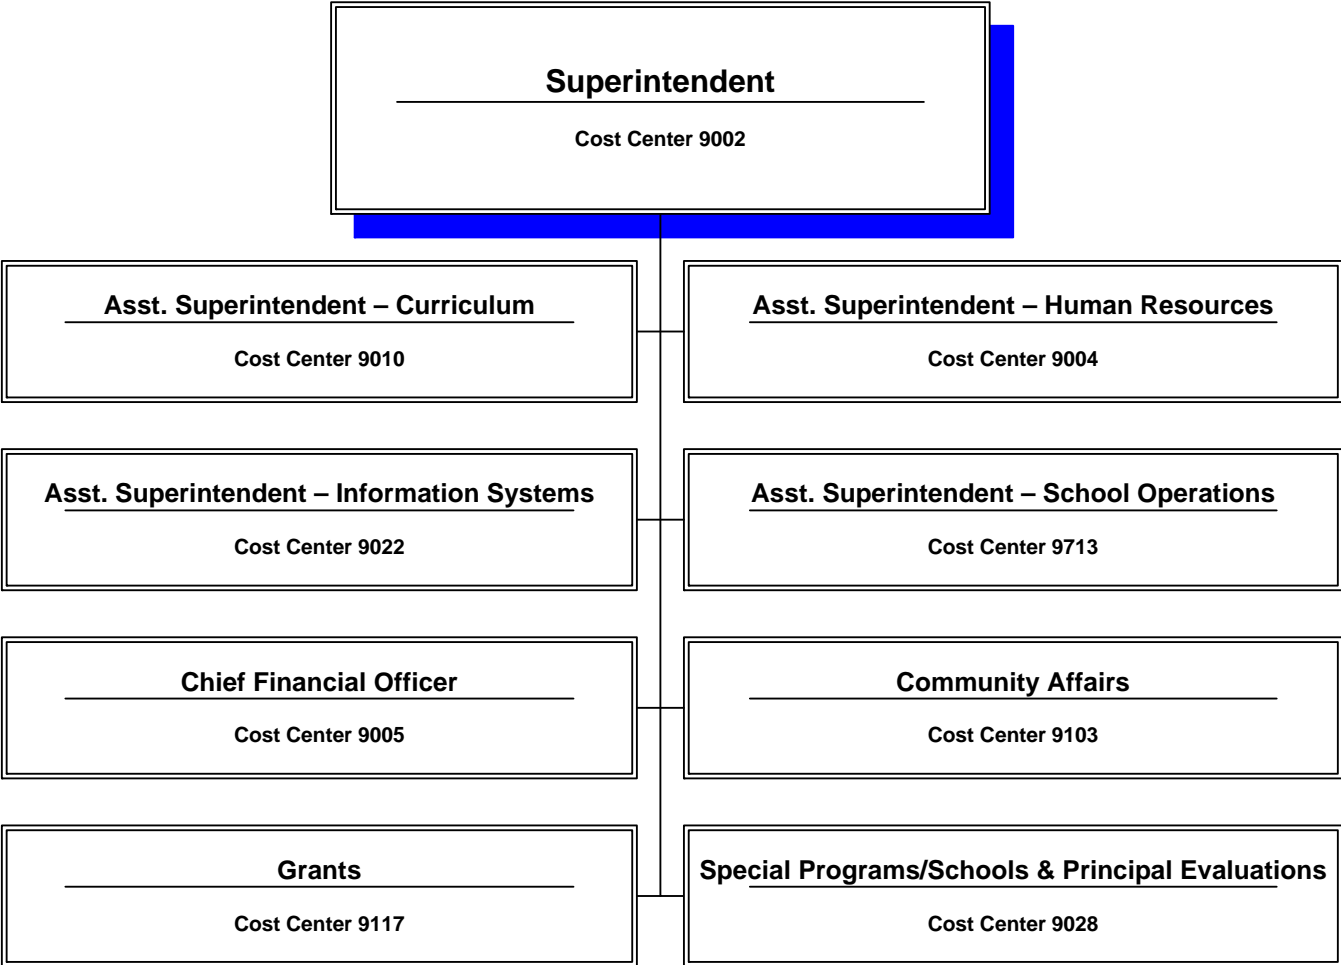 Superintendent
Cost Center 9002
Asst. Superintendent – Curriculum
Cost Center 9010
Asst. Superintendent – Human Resources
Cost Center 9004
Asst. Superintendent – Information Systems
Cost Center 9022
Asst. Superintendent – School Operations
Cost Center 9713
Chief Financial Officer
Cost Center 9005
Community Affairs
Cost Center 9103
Grants
Cost Center 9117
Special Programs/Schools & Principal Evaluations
Cost Center 9028